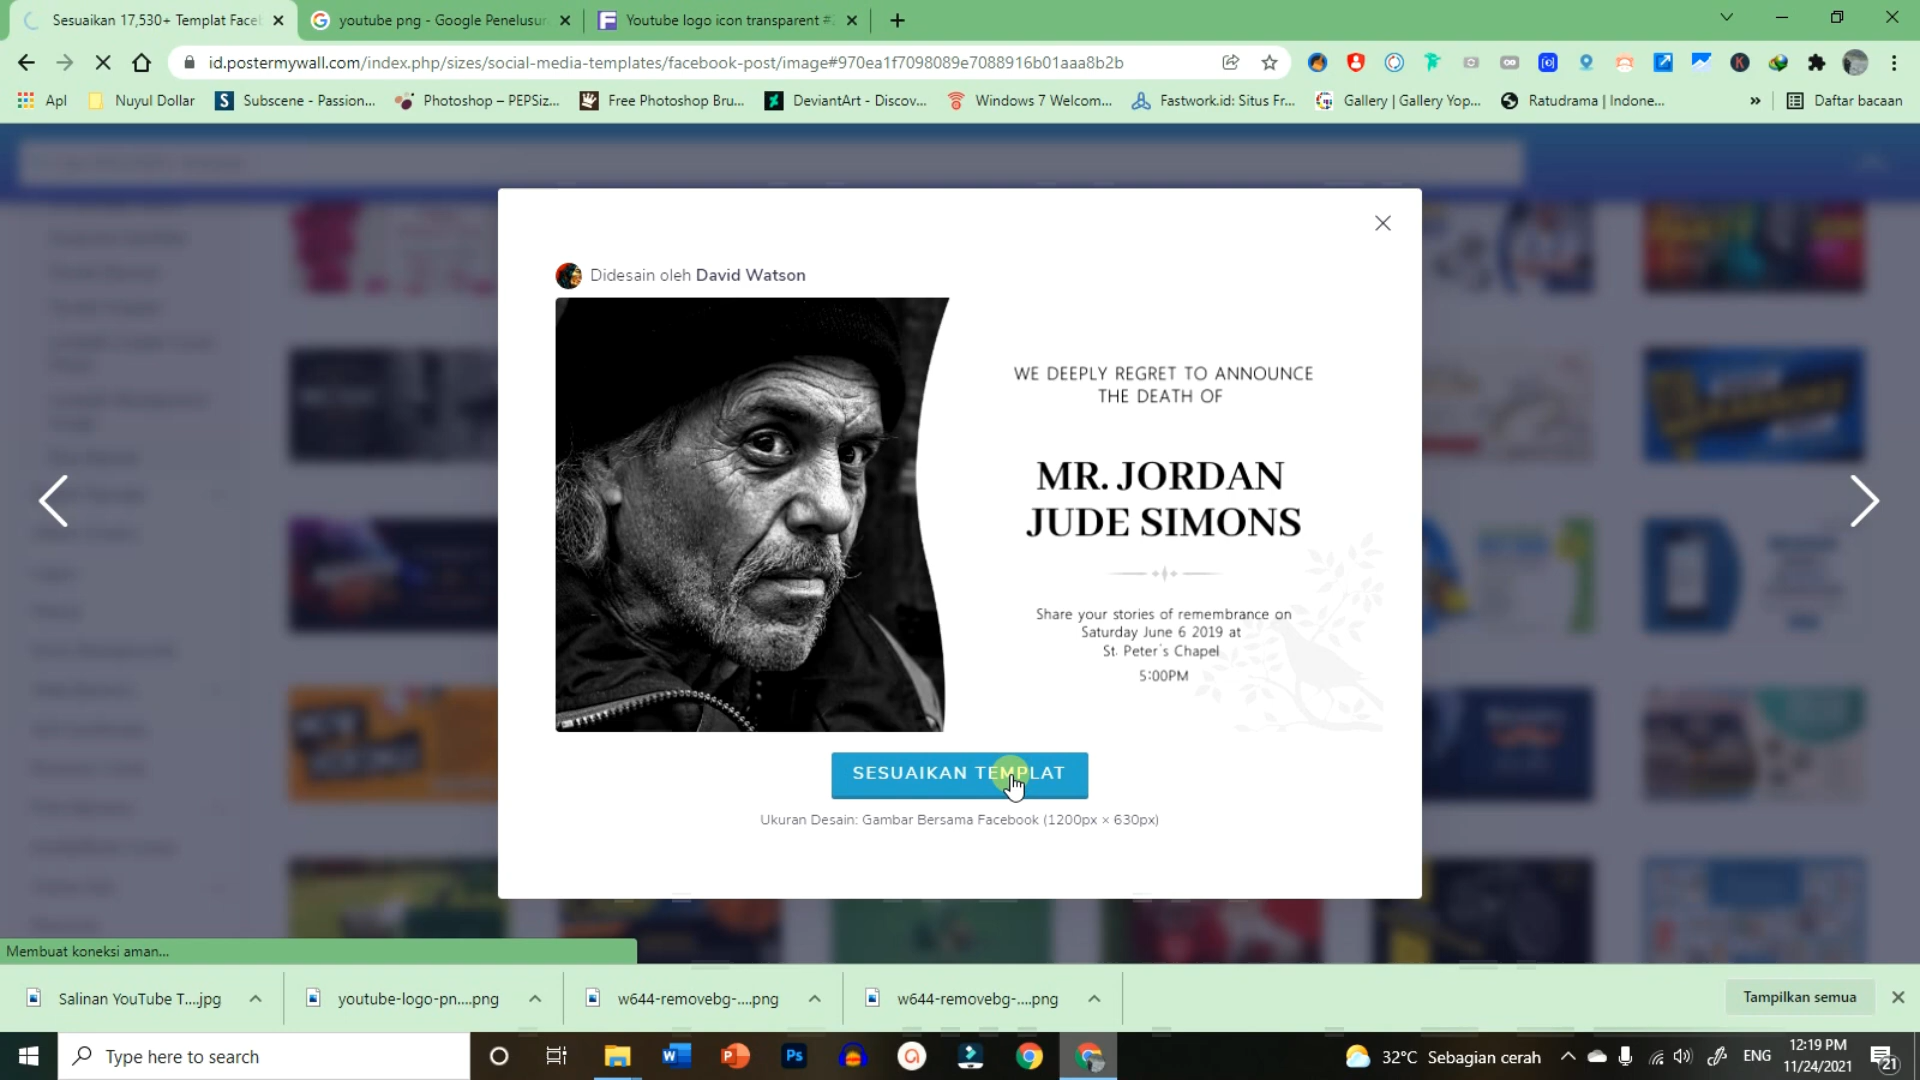 Sesuaikan 17,530+ Templat Face
youtube png - Google Penelusur
Youtube logo icon transparent #
id.postermywall.com/index.php/sizes/social-media-templates/facebook-post/image#970ea1f7098089e7088916b01aaa8b2b
Apl
Nuyul Dollar
Subscene - Passion...
Photoshop – PEPSiz...
Free Photoshop Bru...
DeviantArt - Discov...
Windows 7 Welcom...
Fastwork.id: Situs Fr...
Gallery | Gallery Yop...
Ratudrama | Indone...
»
Daftar bacaan
Didesain oleh David Watson
WE DEEPLY REGRET TO ANNOUNCE
THE DEATH OF
MR. JORDAN
JUDE SIMONS
Share your stories of remembrance on
Saturday June 6 2019 at
St. Peter's Chapel
5:00PM
SESUAIKAN TEMPLAT
Ukuran Desain: Gambar Bersama Facebook (1200px × 630px)
Membuat koneksi aman...
Salinan YouTube T....jpg
youtube-logo-pn....png
w644-removebg-....png
w644-removebg-....png
Tampilkan semua
Type here to search
32°C Sebagian cerah
ENG
12:19 PM
11/24/2021
21